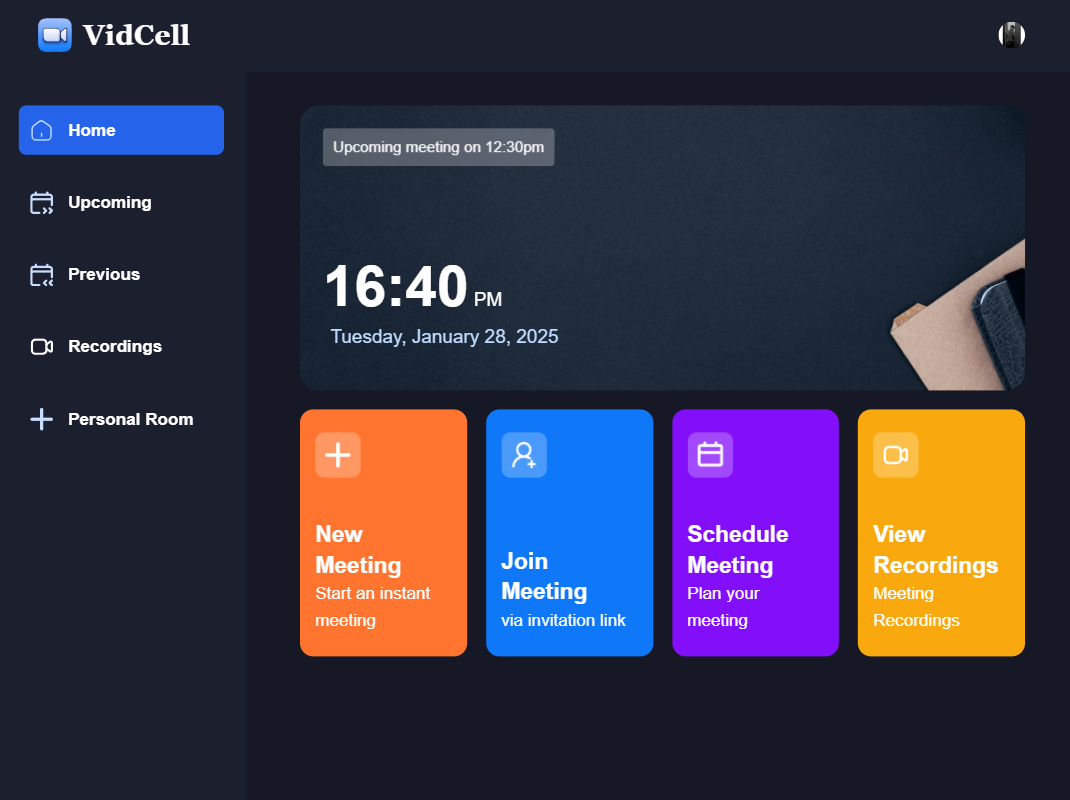 VidCell
Home
Upcoming
Previous
Recordings
Personal Room
Upcoming meeting on 12:30pm
16:40 PM
Tuesday, January 28, 2025
New
Meeting
Start an instant
meeting
Join
Meeting
via invitation link
Schedule
Meeting
Plan your
meeting
View
Recordings
Meeting
Recordings